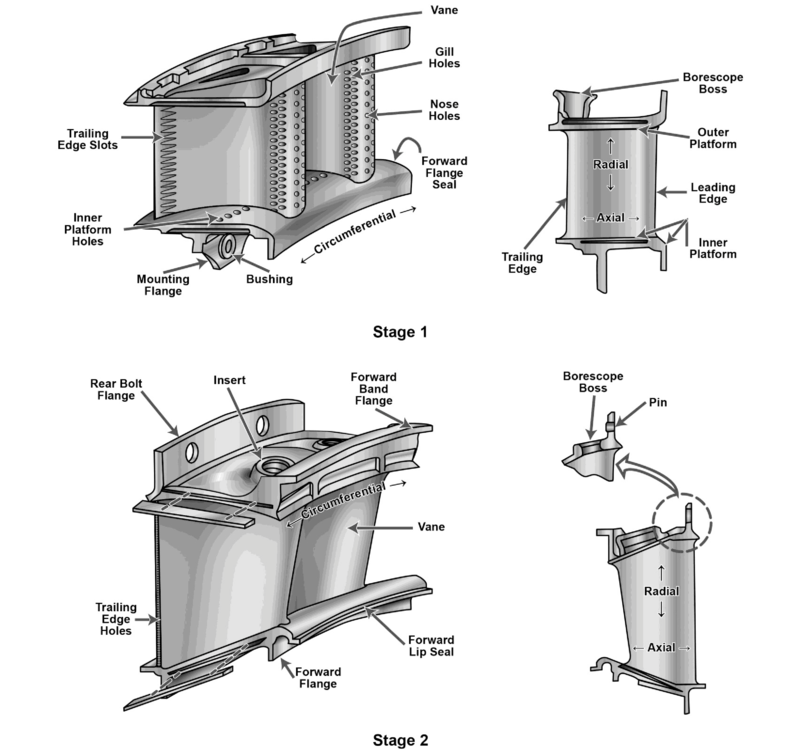 Vane
Gill
Holes
Nose
Holes
Trailing
Edge Slots
Forward
Flange
Seal
Inner
Platform
Holes
← Circumferential →
Mounting
Flange
Bushing
Borescope
Boss
Outer
Platform
Radial
Leading
Edge
← Axial →
Trailing
Edge
Inner
Platform
Stage 1
Rear Bolt
Flange
Insert
Forward
Band
Flange
← Circumferential →
Vane
Trailing
Edge
Holes
Forward
Lip Seal
Forward
Flange
Borescope
Boss
Pin
Radial
← Axial →
Stage 2